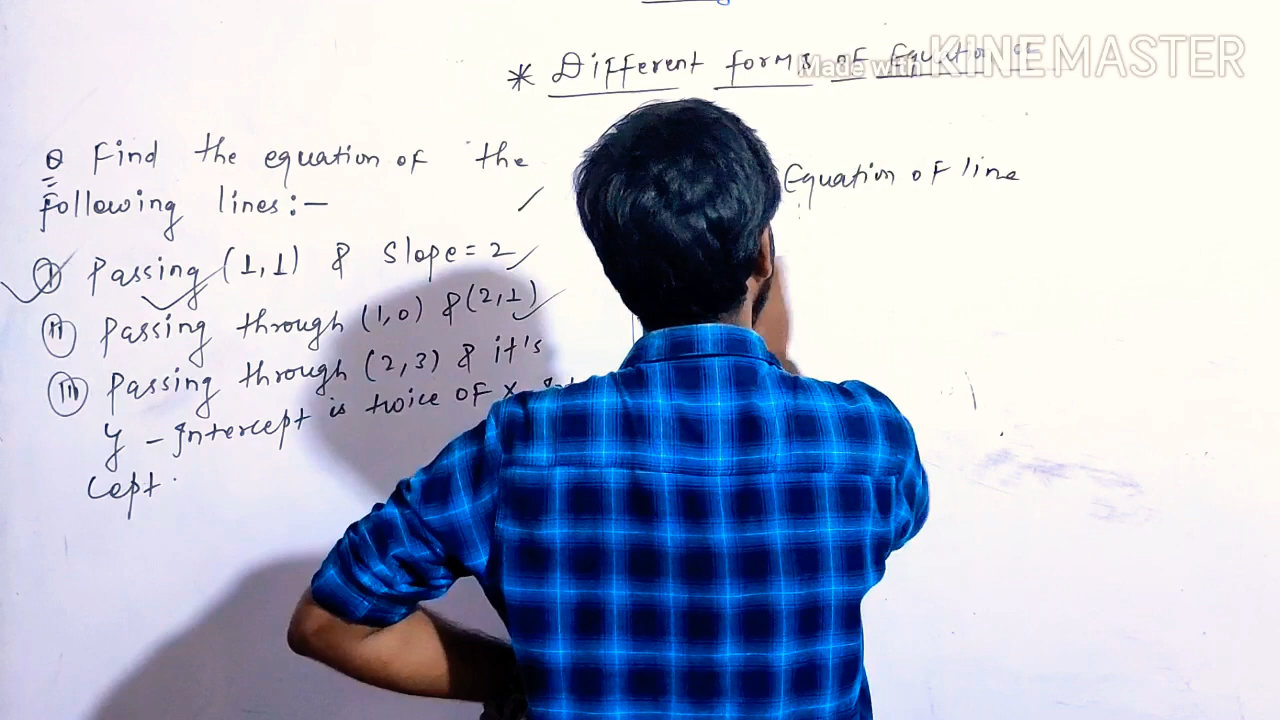 * Different forms of Equation of
Made with KINEMASTER
Q Find the equation of the
following lines:-
I Passing (1,1) & Slope = 2
II Passing through (1,0) & (2,1)
III Passing through (2,3) & it's
Y-Intercept is twice of X-
cept.
Equation of line